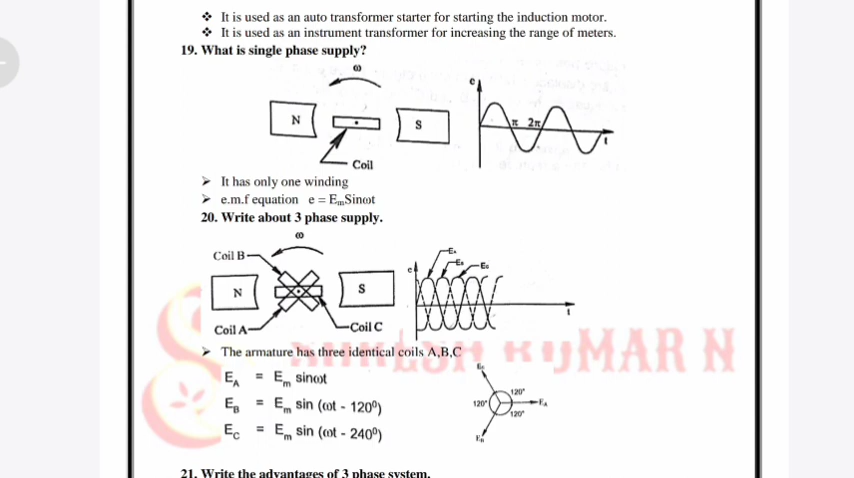 ❖ It is used as an auto transformer starter for starting the induction motor.
❖ It is used as an instrument transformer for increasing the range of meters.
19. What is single phase supply?
ω
e
N
S
π 2π
t
Coil
➢ It has only one winding
➢ e.m.f equation e = EmSinωt
20. Write about 3 phase supply.
ω
Coil B
EA
EB
EC
e
N
S
t
Coil A
Coil C
➢ The armature has three identical coils A,B,C
KUMAR N
EA = Em sinωt
EB = Em sin (ωt - 120⁰)
EC = Em sin (ωt - 240⁰)
120°
120°
EA
120°
21. Write the advantages of 3 phase system.